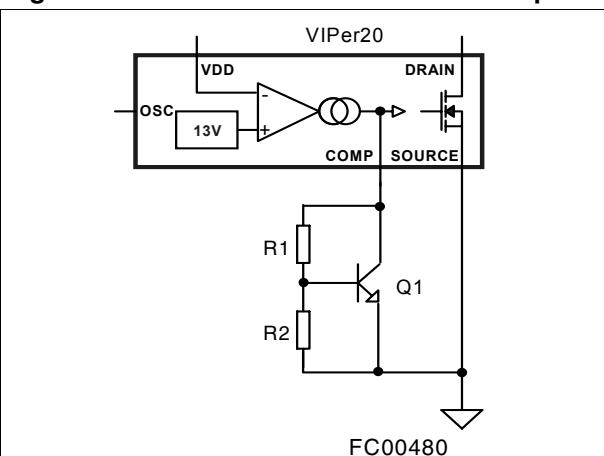 VIPer20
VDD
DRAIN
OSC
-
13V
+
COMP
SOURCE
R1
Q1
R2
FC00480